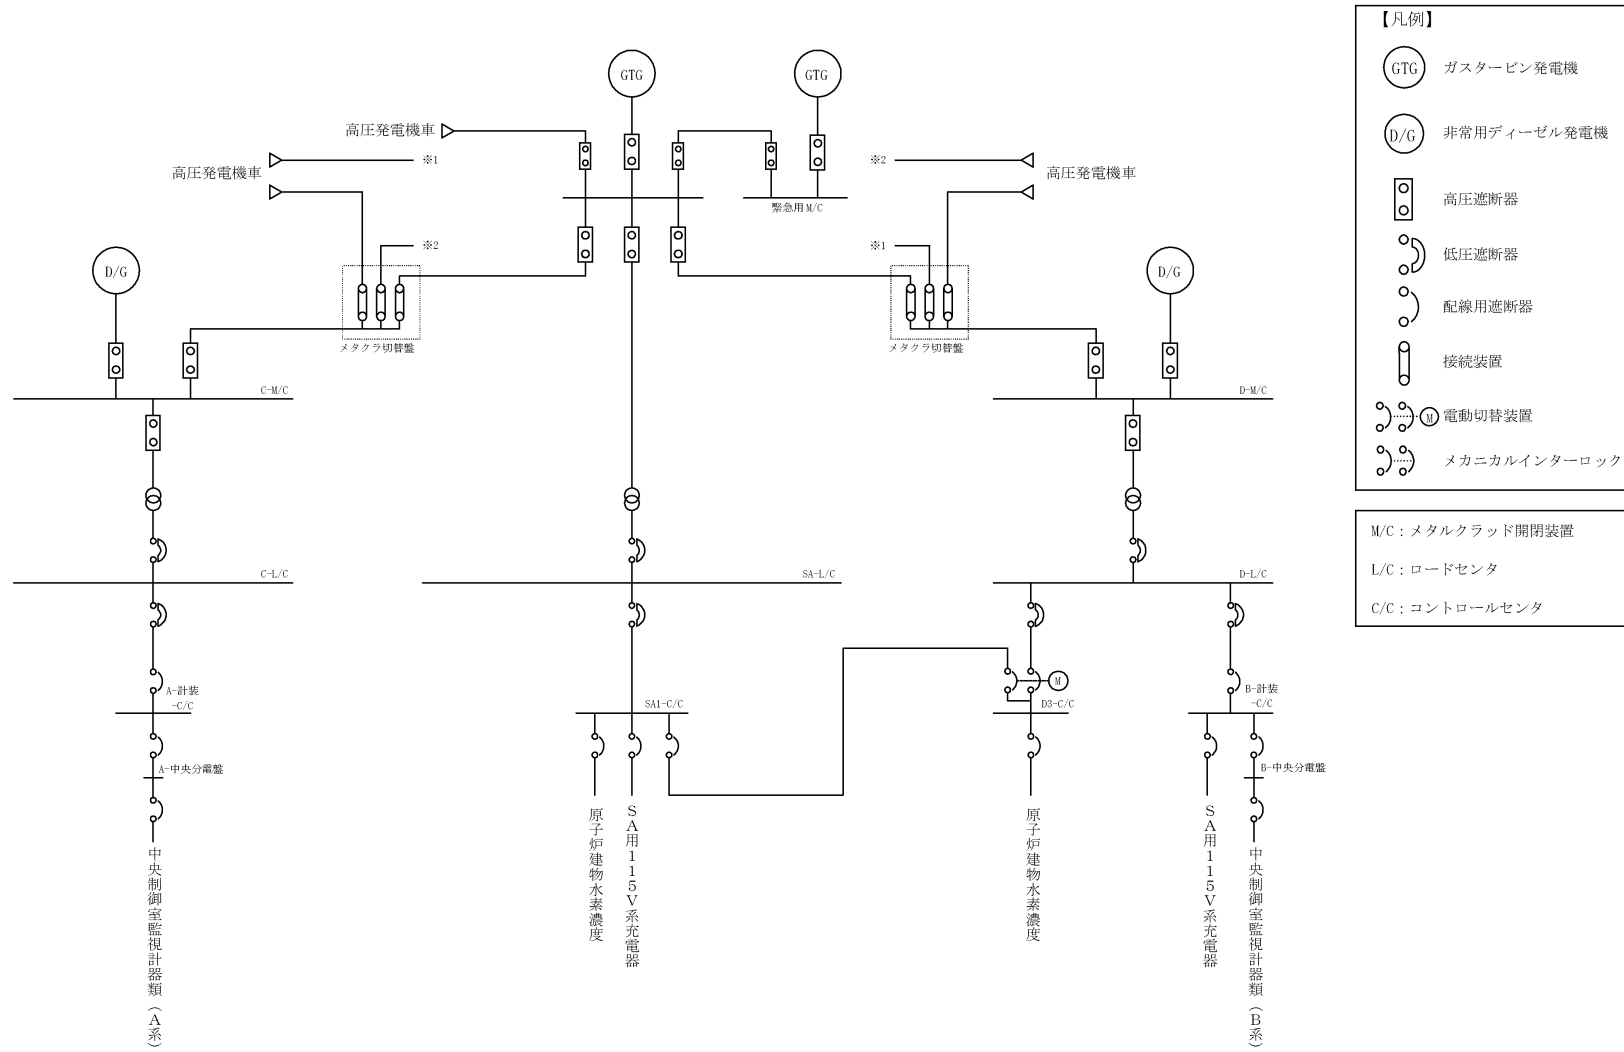 GTG
GTG
高圧発電機車
※1
高圧発電機車
※2
高圧発電機車
緊急用M/C
※2
※1
D/G
D/G
メタクラ切替盤
メタクラ切替盤
C-M/C
D-M/C
C-L/C
SA-L/C
D-L/C
A-計装
-C/C
SA1-C/C
M
D3-C/C
B-計装
-C/C
A-中央分電盤
B-中央分電盤
中央制御室監視計器類(A系)
原子炉建物水素濃度
SA用115V系充電器
原子炉建物水素濃度
SA用115V系充電器
中央制御室監視計器類(B系)
【凡例】
GTG ガスタービン発電機
D/G 非常用ディーゼル発電機
高圧遮断器
低圧遮断器
配線用遮断器
接続装置
M 電動切替装置
メカニカルインターロック
M/C:メタルクラッド開閉装置
L/C:ロードセンタ
C/C:コントロールセンタ